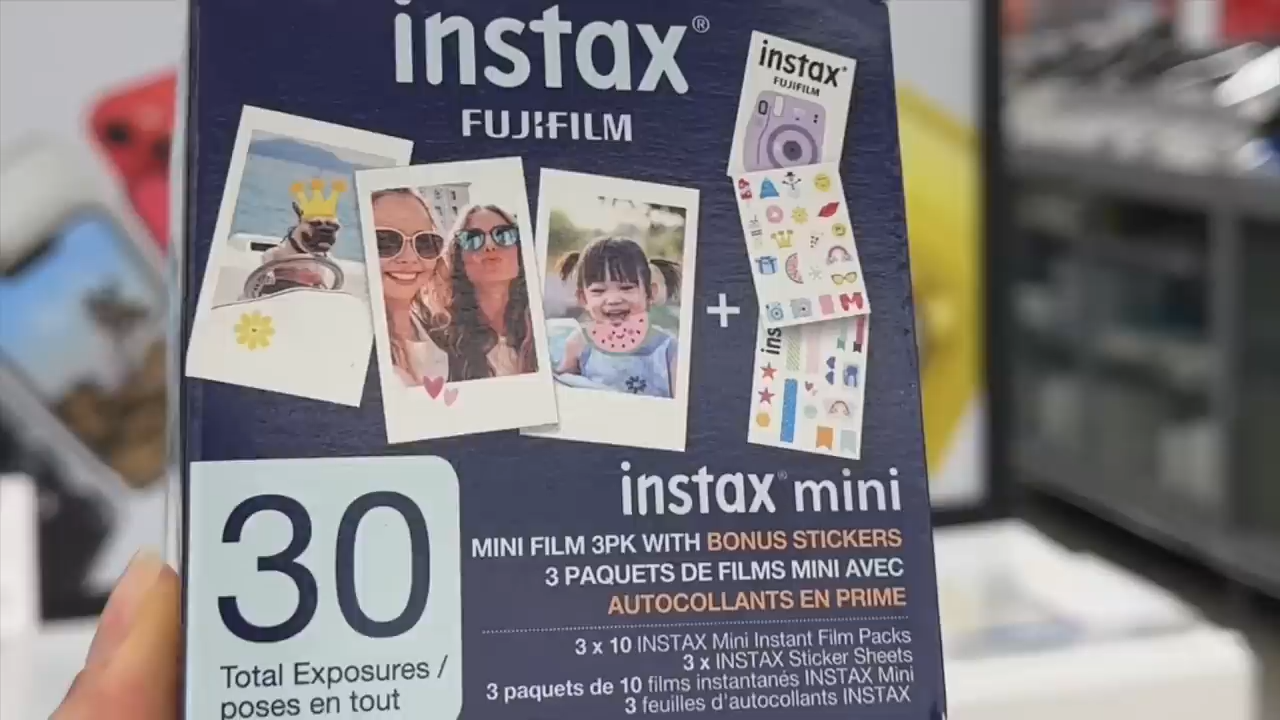 instax®
FUJIFILM
instax®
FUJIFILM
+
ins
instax® mini
MINI FILM 3PK WITH BONUS STICKERS
3 PAQUETS DE FILMS MINI AVEC
AUTOCOLLANTS EN PRIME
30
Total Exposures /
poses en tout
3 x 10 INSTAX Mini Instant Film Packs
3 x INSTAX Sticker Sheets
3 paquets de 10 films instantanés INSTAX Mini
3 feuilles d'autocollants INSTAX